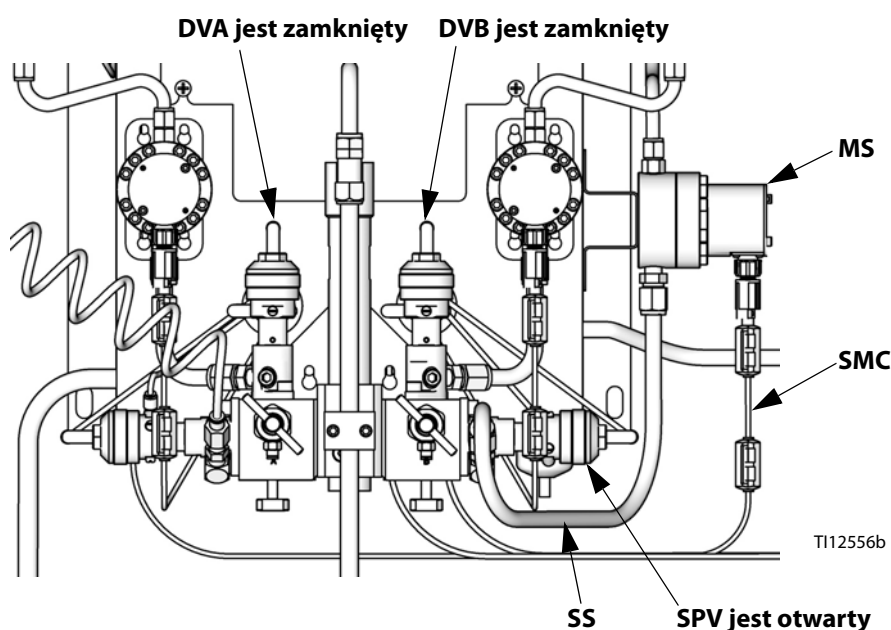 DVA jest zamknięty
DVB jest zamknięty
MS
SMC
TI12556b
SS
SPV jest otwarty